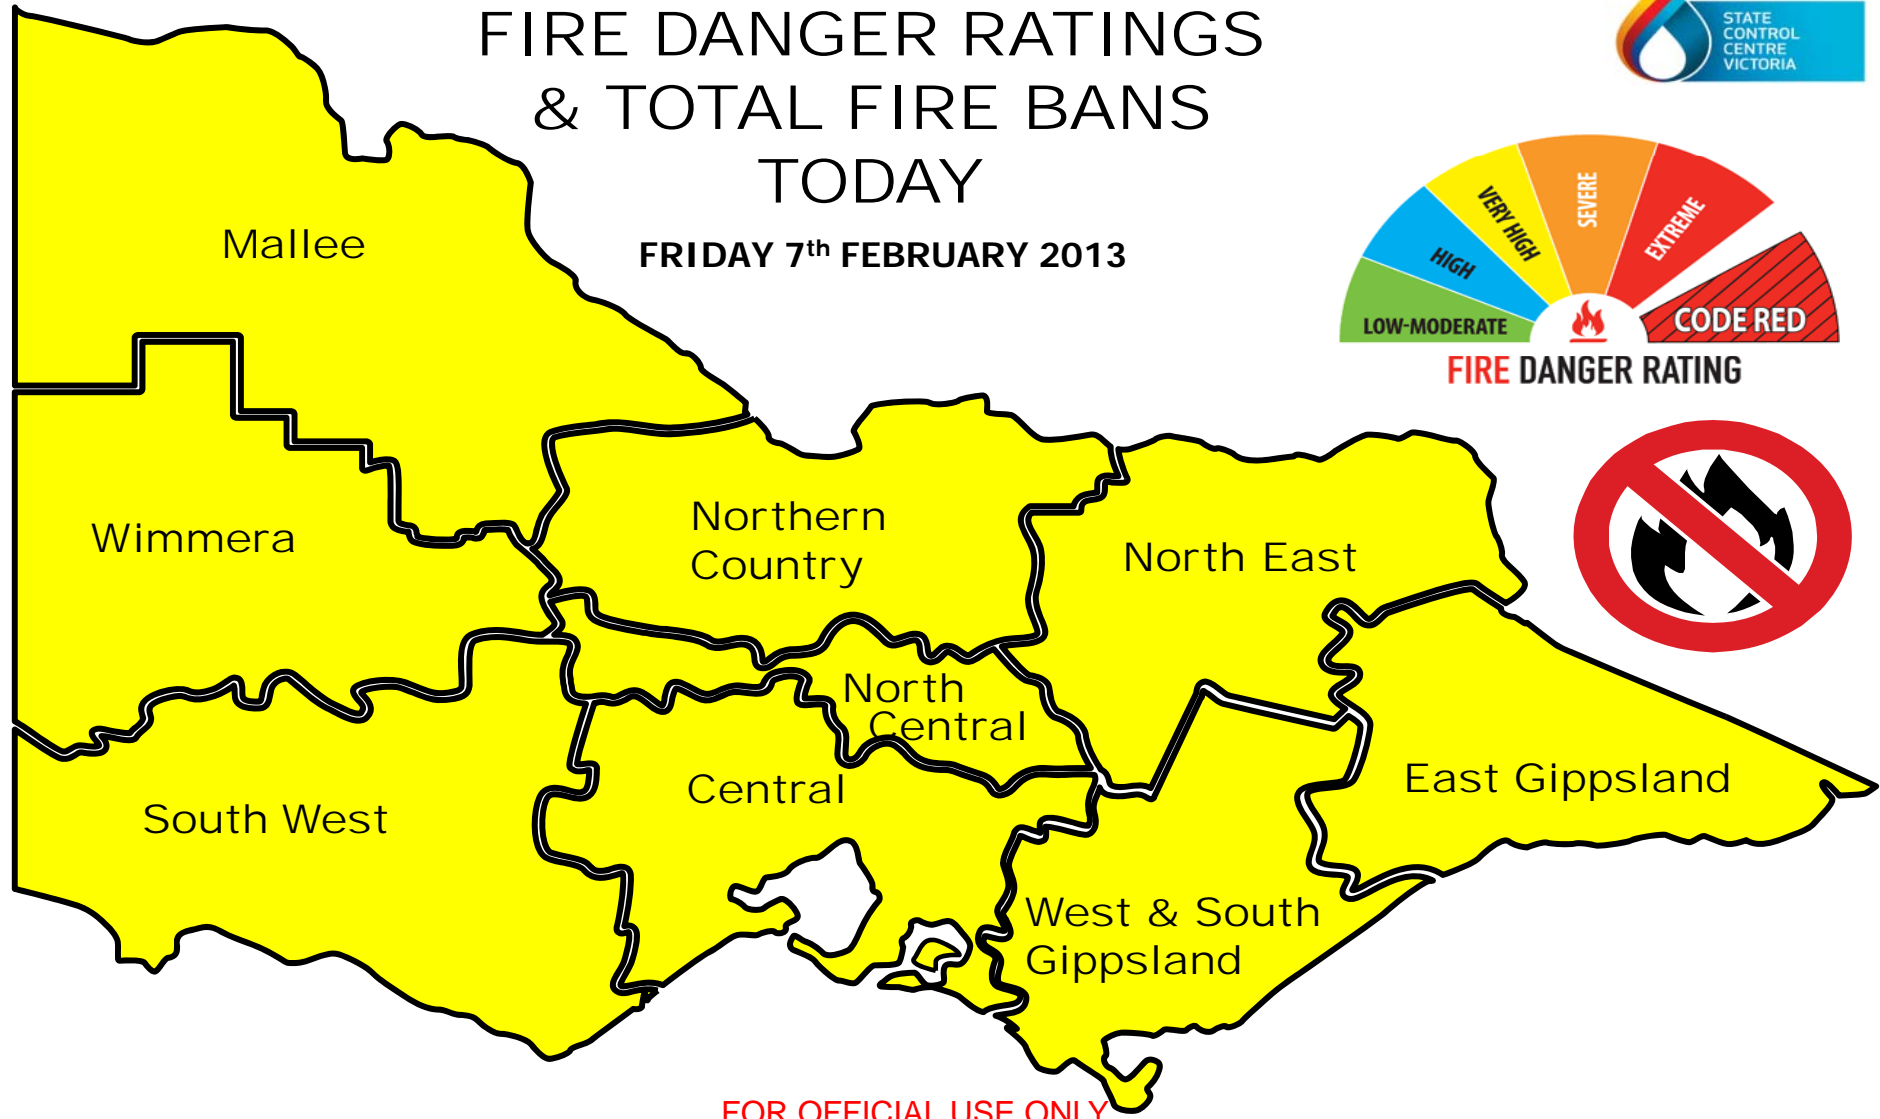 FIRE DANGER RATINGS
& TOTAL FIRE BANS
TODAY
FRIDAY 7th FEBRUARY 2013
STATE
CONTROL
CENTRE
VICTORIA
LOW-MODERATE
HIGH
VERY HIGH
SEVERE
EXTREME
CODE RED
FIRE DANGER RATING
Mallee
Wimmera
Northern
Country
North East
North
Central
Central
South West
East Gippsland
West & South
Gippsland
FOR OFFICIAL USE ONLY